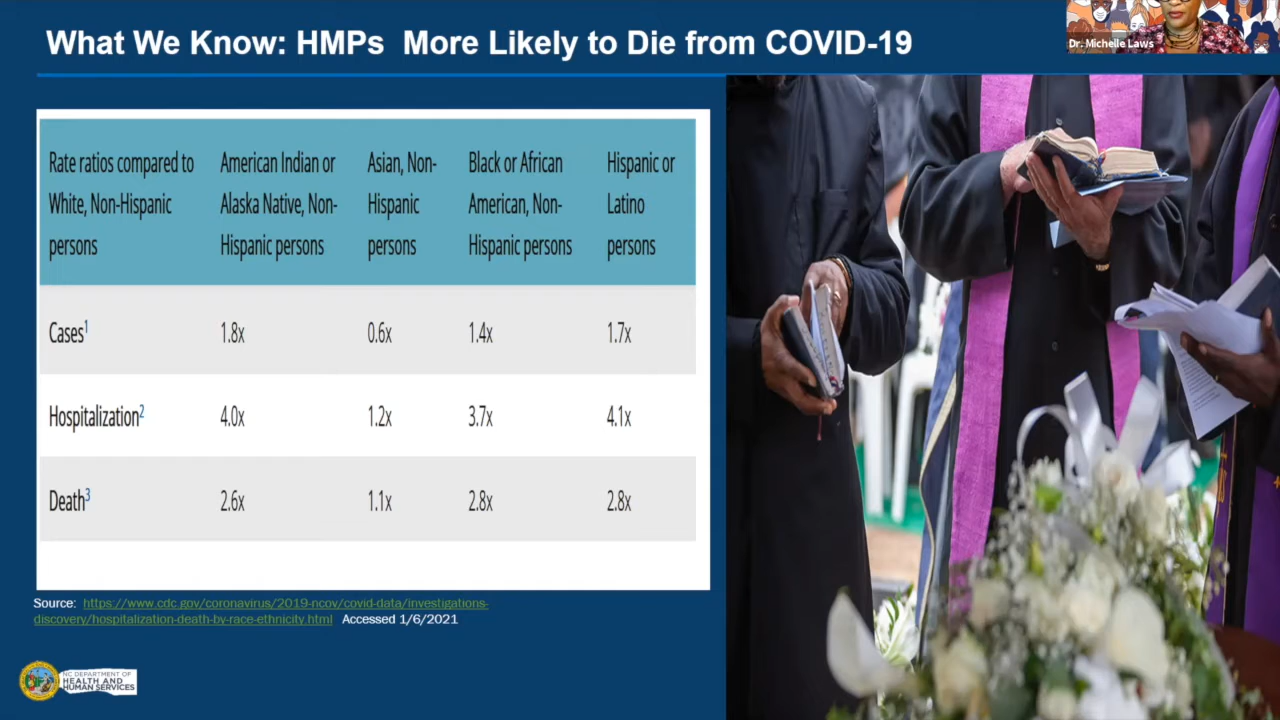 What We Know: HMPs More Likely to Die from COVID-19
Dr. Michelle Laws
Rate ratios compared to
White, Non-Hispanic
persons
American Indian or
Alaska Native, Non-
Hispanic persons
Asian, Non-
Hispanic
persons
Black or African
American, Non-
Hispanic persons
Hispanic or
Latino
persons
Cases1 1.8x 0.6x 1.4x 1.7x
Hospitalization2 4.0x 1.2x 3.7x 4.1x
Death3 2.6x 1.1x 2.8x 2.8x
Source: https://www.cdc.gov/coronavirus/2019-ncov/covid-data/investigations-
discovery/hospitalization-death-by-race-ethnicity.html Accessed 1/6/2021
NC DEPARTMENT OF
HEALTH AND
HUMAN SERVICES